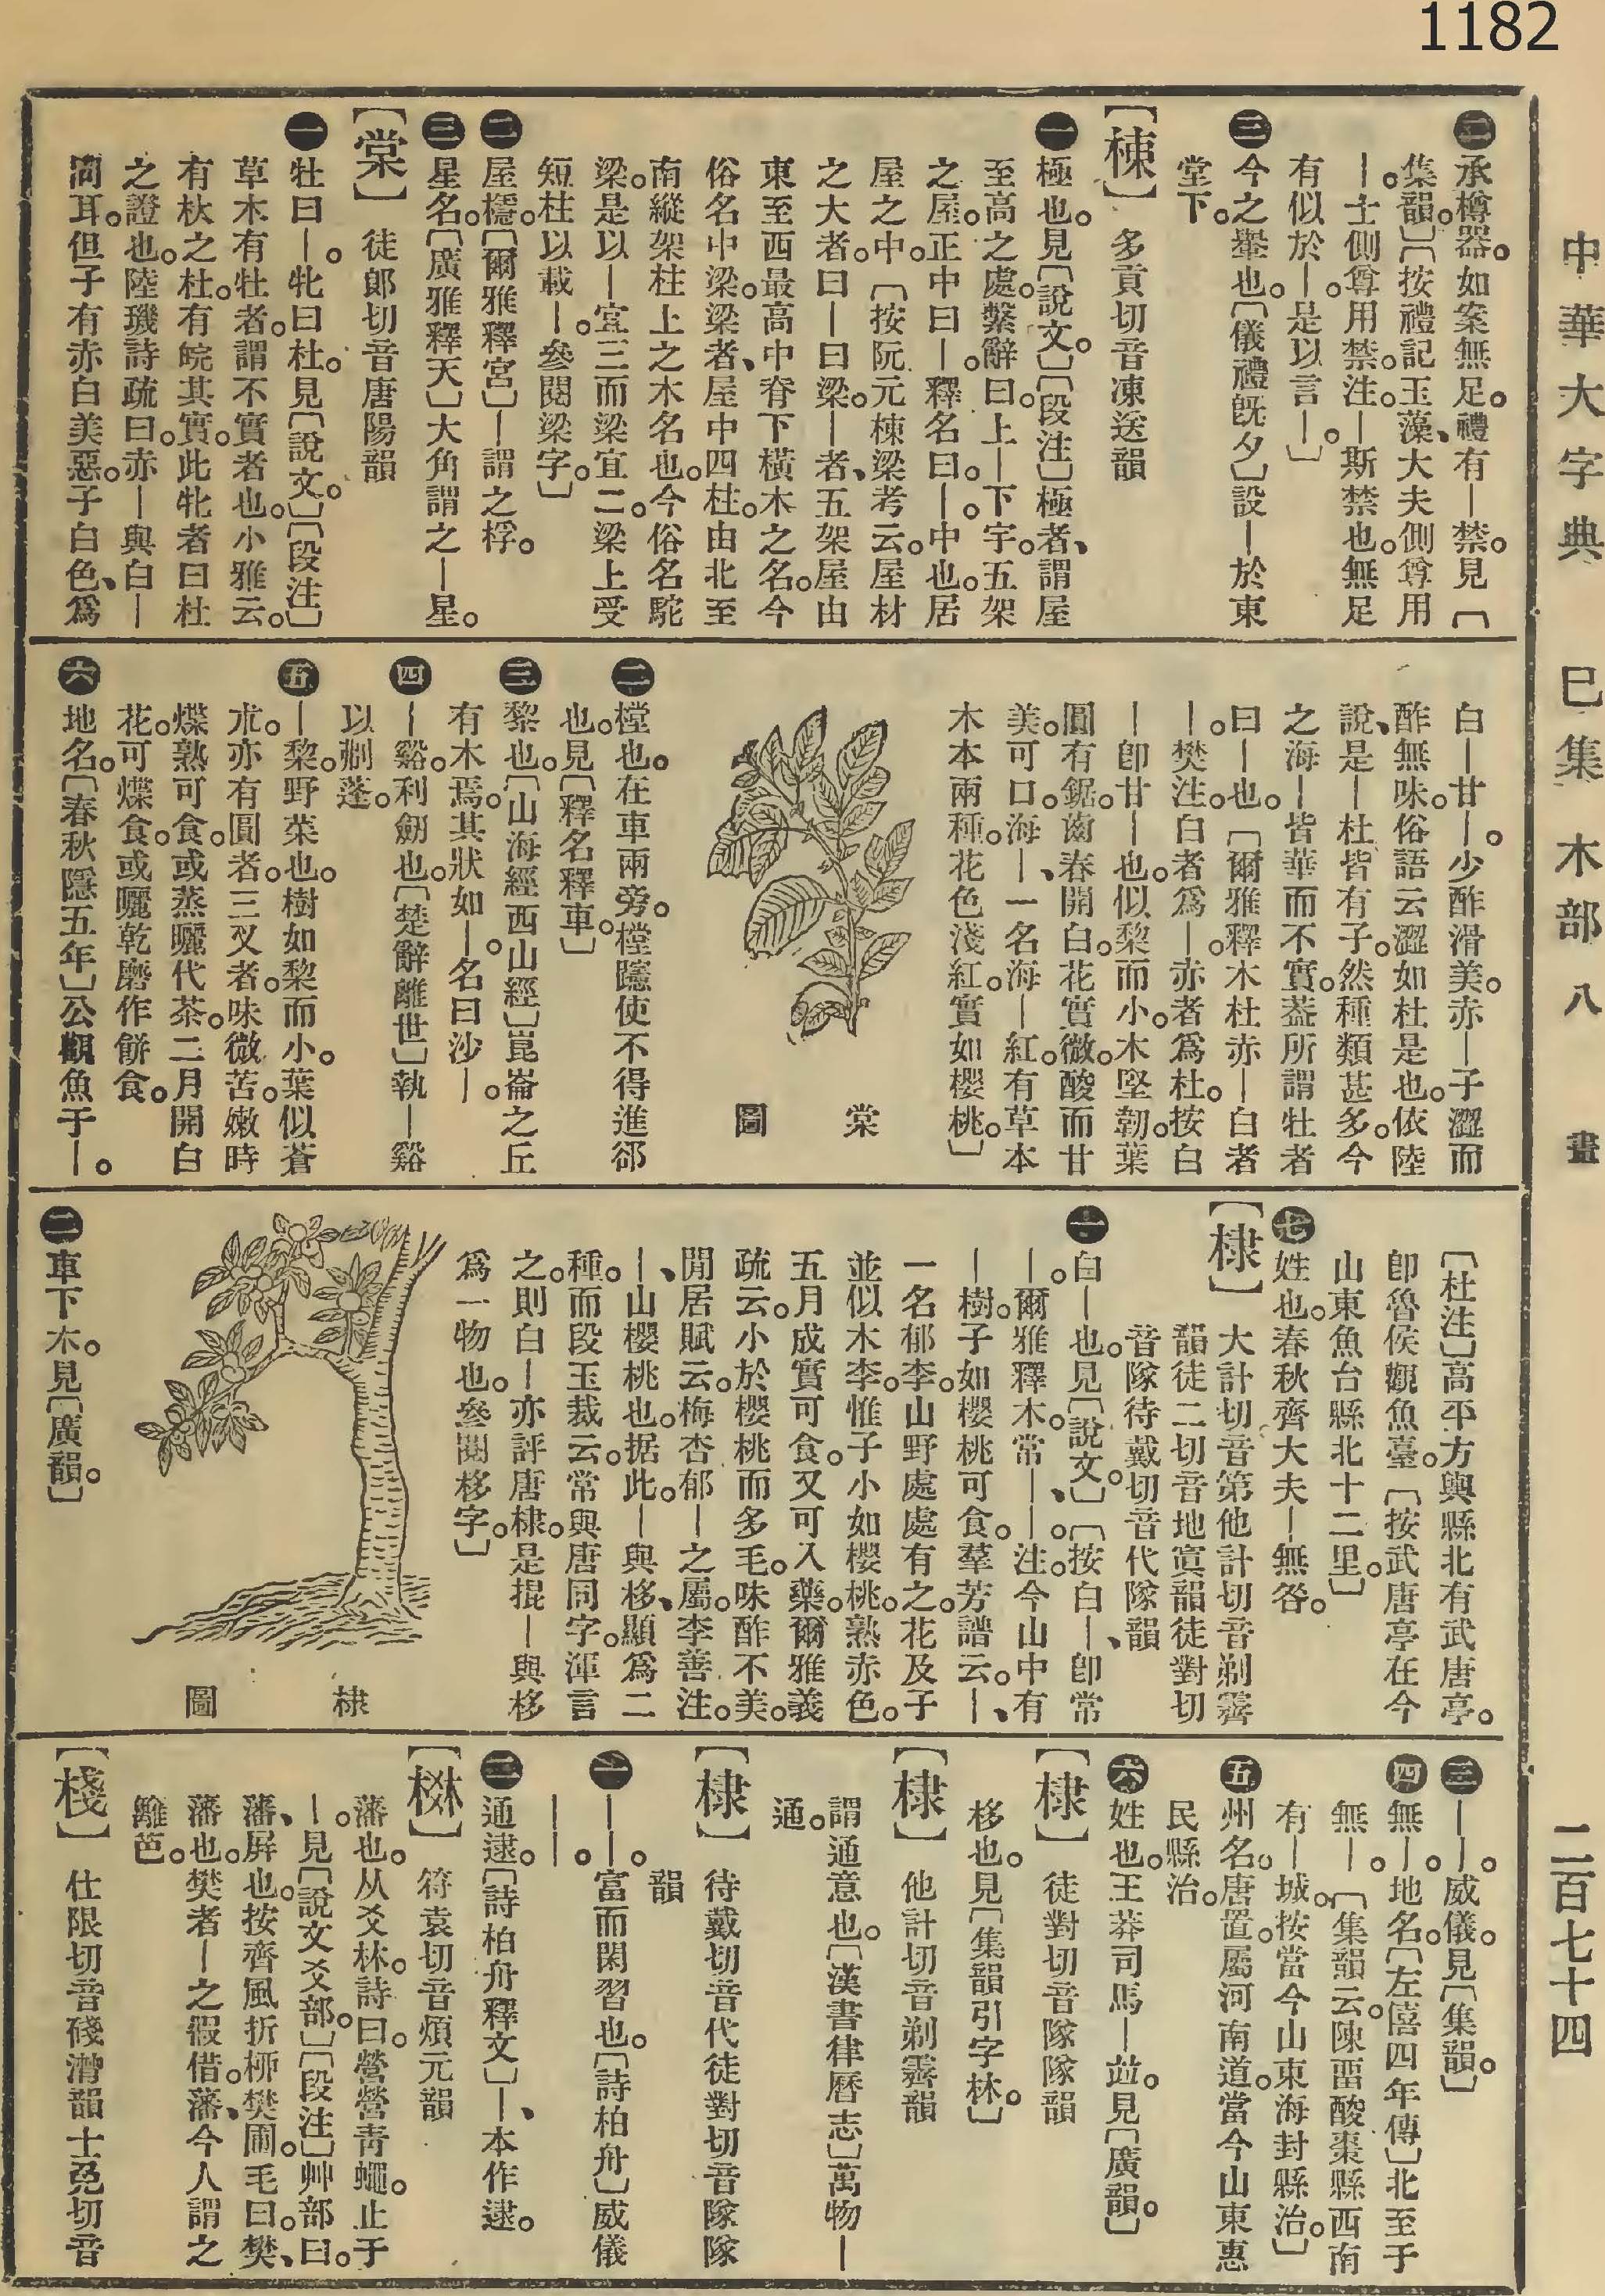 1182
中華大字典 巳集 木部 八畫 二百七十四
㊁承樽器。如案無足。禮有｜禁。見〔
集韻。〕〔按禮記玉藻、大夫側尊用
｜。士側尊用禁。注。｜斯禁也。無足
有似於｜。是以言｜。〕
㊂今之轝也。〔儀禮旣夕〕設｜於東
堂下。
〔棟〕 多貢切音凍送韻
㊀極也。見〔說文。〕〔段注〕極者、謂屋
至高之處。繫辭曰。上｜下宇。五架
之屋。正中曰｜。釋名曰。｜。中也。居
屋之中。〔按阮元棟梁考云。屋材
之大者。曰｜曰梁。｜者、五架屋由
東至西最高中脊下橫木之名。今
俗名中梁。梁者、屋中四柱。由北至
南縱架柱上之木名也。今俗名駝
梁。是以｜宜三而梁宜二。梁上受
短柱以載｜。參閱梁字。〕
㊁屋櫋。〔爾雅釋宮〕｜謂之桴。
㊂星名。〔廣雅釋天〕大角謂之｜星。
〔棠〕 徒郎切音唐陽韻
㊀牡曰｜。牝曰杜。見〔說文。〕〔段注〕
草木有牡者。謂不實者也。小雅云。
有杕之杜。有睆其實。此牝者曰杜
之證也。陸璣詩疏曰。赤｜與白｜
同耳。但子有赤白美惡。子白色、爲
白｜甘｜。少酢滑美。赤｜子澀而
酢無味。俗語云澀如杜是也。依陸
說、是｜杜皆有子。然種類甚多。今
之海｜皆華而不實。葢所謂牡者
曰｜也。〔爾雅釋木杜赤｜白者
｜。樊注。白者爲｜。赤者爲杜。按白
｜卽甘｜也。似棃而小。木堅韌。葉
圓有鋸齒。春開白花。實微酸而甘
美。可口。海｜、一名海｜紅。有草本
木本兩種。花色淺紅。實如櫻桃。〕
棠圖
㊁樘也。在車兩旁。樘𨏈使不得進郤
也。見〔釋名釋車。〕
㊂黎也。〔山海經西山經〕崑崙之丘
有木焉。其狀如｜。名曰沙｜。
㊃｜谿。利劒也。〔楚辭離世〕執｜谿
以刜蓬。
㊄｜棃。野菜也。樹如棃而小。葉似蒼
朮。亦有圓者。三叉者。味微苦。嫩時
煠熟可食。或蒸曬代茶。二月開白
花。可煠食。或曬乾磨作餠食。
㊅地名。〔春秋隱五年〕公觀魚于｜。
〔杜注〕高平方與縣北有武唐亭。
卽魯侯觀魚臺。〔按武唐亭在今
山東魚台縣北十二里。〕
㊆姓也。春秋齊大夫｜無咎。
〔棣〕 大計切音第他計切音剃霽
韻徒二切音地寘韻徒對切
音隊待戴切音代隊韻
㊀白｜也。見〔說文。〕〔按白｜、卽常
｜。爾雅釋木。常｜、｜。注。今山中有
｜樹。子如櫻桃可食。羣芳譜云。｜、
一名郁李。山野處處有之。花及子
並似木李。惟子小如櫻桃。熟赤色。
五月成實可食。又可入藥。爾雅義
疏云。小於櫻桃而多毛。味酢不美。
閒居賦云。梅杏郁｜之屬。李善注。
｜、山櫻桃也。据此。｜與栘、顯爲二
種。而段玉裁云。常與唐同字。渾言
之。則白｜亦評唐棣。是掍｜與栘
爲一物也。參閱栘字。〕
棣圖
㊁車下木。見〔廣韻。〕
㊂｜｜。威儀。見〔集韻。〕
㊃無｜。地名。〔左僖四年傳〕北至于
無｜。〔集韻云。陳畱酸棗縣西南
有｜城。按當今山東海封縣治。〕
㊄州名。唐置。屬河南道。當今山東惠
民縣治。
㊅姓也。王莽司馬｜竝。見〔廣韻。〕
〔棣〕 徒對切音隊隊韻
栘也。見〔集韻引字林。〕
〔棣〕 他計切音剃霽韻
謂通意也。〔漢書律曆志〕萬物｜
通。
〔棣〕 待戴切音代徒對切音隊隊
韻
㊀｜｜。富而閑習也。〔詩柏舟〕威儀
｜｜。
㊁通逮。〔詩柏舟釋文〕｜、本作逮。
〔棥〕 符袁切音煩元韻
藩也。从爻林。詩曰。營營靑蠅。止于
｜。見〔說文爻部。〕〔段注〕艸部曰。
藩、屛也。按齊風折柳樊圃。毛曰。樊、
藩也。樊者｜之假借。藩、今人謂之
籬笆。
〔棧〕 仕限切音磵潸韻士免切音